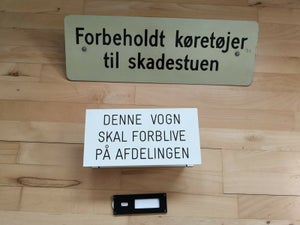 Forbeholdt køretøjer
til skadestuen
DENNE VOGN
SKAL FORBLIVE
PÅ AFDELINGEN